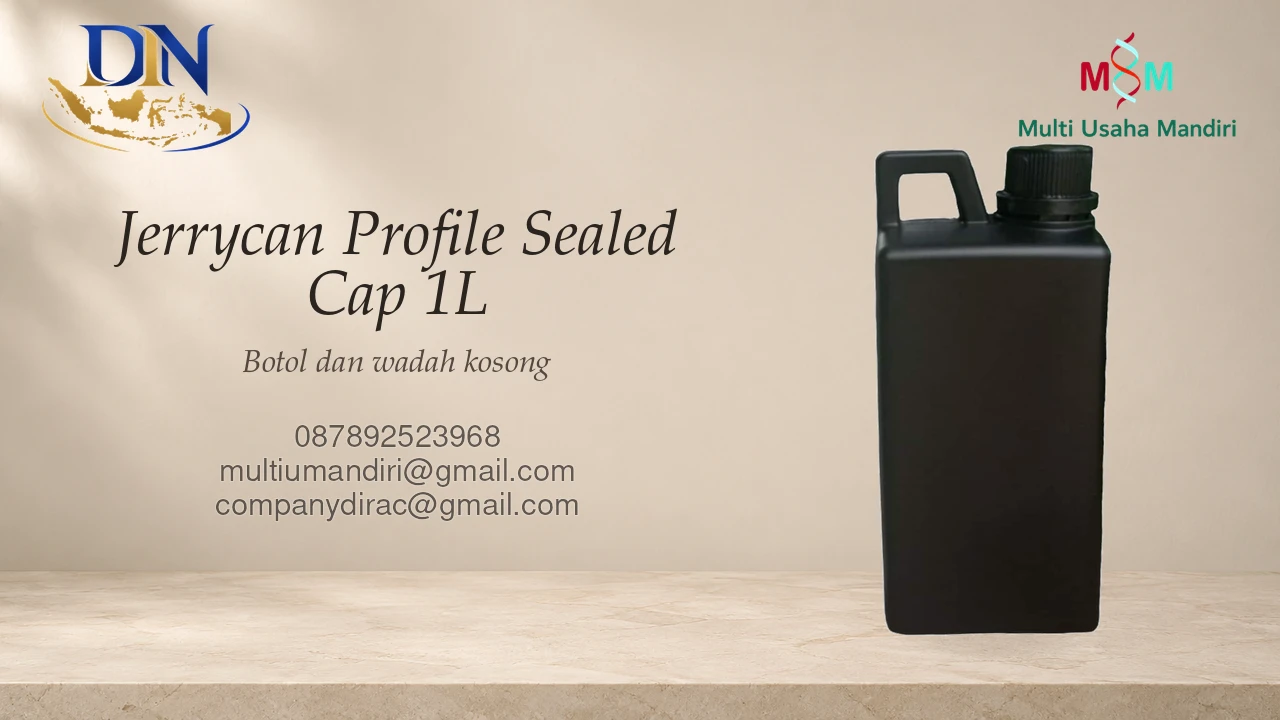 DN
M M
Multi Usaha Mandiri
Jerrycan Profile Sealed
Cap 1L
Botol dan wadah kosong
087892523968
multiumandiri@gmail.com
companydirac@gmail.com